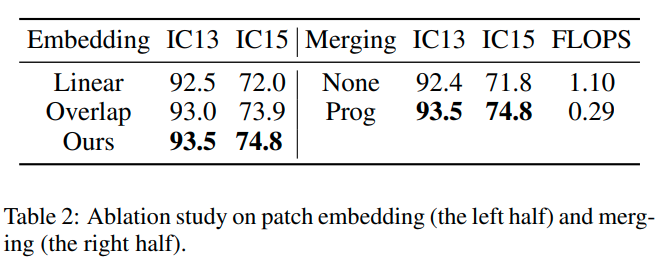 Embedding IC13 IC15 Merging IC13 IC15 FLOPS
Linear 92.5 72.0 None 92.4 71.8 1.10
Overlap 93.0 73.9 Prog 93.5 74.8 0.29
Ours 93.5 74.8
Table 2: Ablation study on patch embedding (the left half) and merg-
ing (the right half).